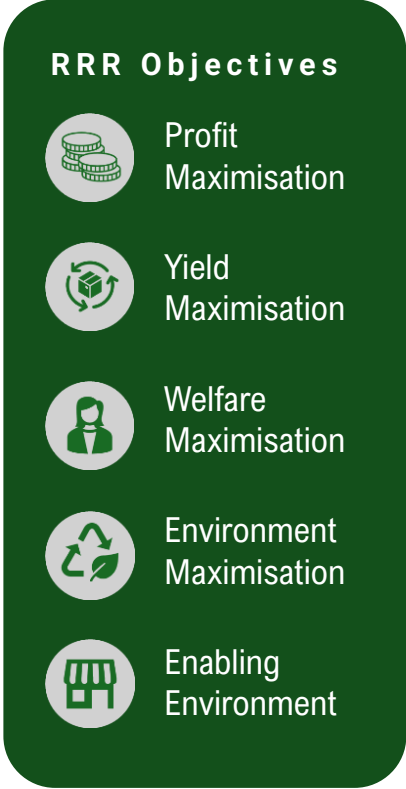 RRR Objectives
Profit
Maximisation
Yield
Maximisation
Welfare
Maximisation
Environment
Maximisation
Enabling
Environment